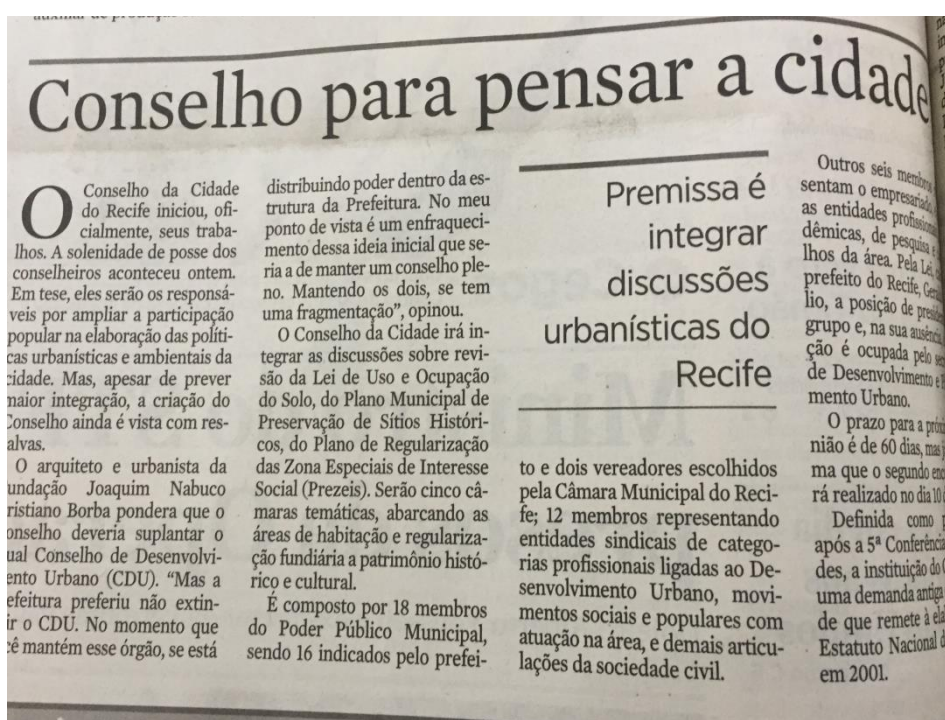 Conselho para pensar a cidade
O Conselho da Cidade
do Recife iniciou, ofi-
cialmente, seus traba-
lhos. A solenidade de posse dos
conselheiros aconteceu ontem.
Em tese, eles serão os responsá-
veis por ampliar a participação
popular na elaboração das políti-
cas urbanísticas e ambientais da
cidade. Mas, apesar de prever
maior integração, a criação do
Conselho ainda é vista com res-
alvas.
O arquiteto e urbanista da
undação Joaquim Nabuco
ristiano Borba pondera que o
onselho deveria suplantar o
ual Conselho de Desenvolvi-
ento Urbano (CDU). “Mas a
efeitura preferiu não extin-
ir o CDU. No momento que
cê mantém esse órgão, se está
distribuindo poder dentro da es-
trutura da Prefeitura. No meu
ponto de vista é um enfraqueci-
mento dessa ideia inicial que se-
ria a de manter um conselho ple-
no. Mantendo os dois, se tem
uma fragmentação”, opinou.
O Conselho da Cidade irá in-
tegrar as discussões sobre revi-
são da Lei de Uso e Ocupação
do Solo, do Plano Municipal de
Preservação de Sítios Históri-
cos, do Plano de Regularização
das Zona Especiais de Interesse
Social (Prezeis). Serão cinco câ-
maras temáticas, abarcando as
áreas de habitação e regulariza-
ção fundiária a patrimônio histó-
rico e cultural.
É composto por 18 membros
do Poder Público Municipal,
sendo 16 indicados pelo prefei-
Premissa é
integrar
discussões
urbanísticas do
Recife
to e dois vereadores escolhidos
pela Câmara Municipal do Reci-
fe; 12 membros representando
entidades sindicais de catego-
rias profissionais ligadas ao De-
senvolvimento Urbano, movi-
mentos sociais e populares com
atuação na área, e demais articu-
lações da sociedade civil.
Outros seis membros
sentam o empresariado,
as entidades profissiona
dêmicas, de pesquisa e
lhos da área. Pela Lei,
prefeito do Recife, Ger
lio, a posição de presid
grupo e, na sua ausência,
ção é ocupada pelo se
de Desenvolvimento e
mento Urbano.
O prazo para a próx
nião é de 60 dias, mas
ma que o segundo enc
rá realizado no dia 10 d
Definida como
após a 5ª Conferência
des, a instituição do
uma demanda antiga
de que remete à ela
Estatuto Nacional d
em 2001.